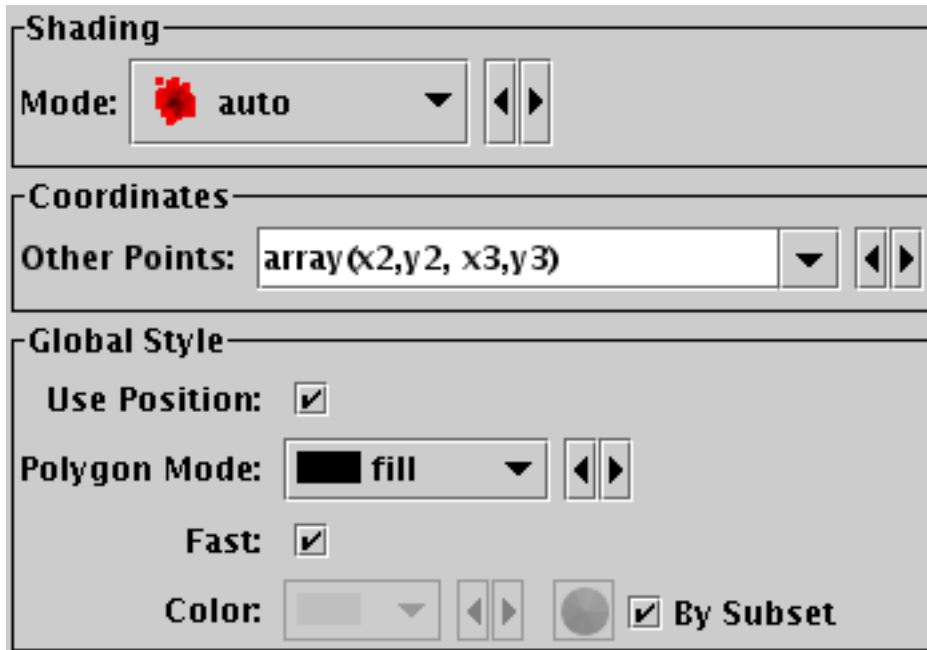 Shading
Mode: auto
Coordinates
Other Points: array(x2,y2, x3,y3)
Global Style
Use Position:
Polygon Mode: fill
Fast:
Color: By Subset